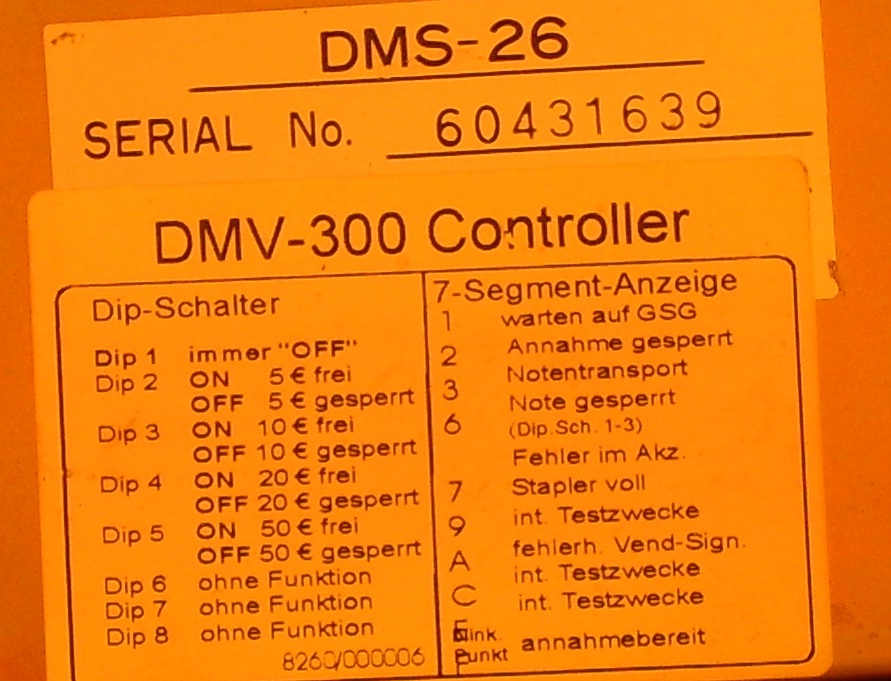 DMS-26
SERIAL No. 60431639
DMV-300 Controller
Dip-Schalter
Dip 1 immer "OFF"
Dip 2 ON 5 € frei
OFF 5 € gesperrt
Dip 3 ON 10 € frei
OFF 10 € gesperrt
Dip 4 ON 20 € frei
OFF 20 € gesperrt
Dip 5 ON 50 € frei
OFF 50 € gesperrt
Dip 6 ohne Funktion
Dip 7 ohne Funktion
Dip 8 ohne Funktion
7-Segment-Anzeige
1 warten auf GSG
2 Annahme gesperrt
3 Notentransport
6 Note gesperrt
(Dip.Sch. 1-3)
Fehler im Akz.
7 Stapler voll
9 int. Testzwecke
A fehlerh. Vend-Sign.
C int. Testzwecke
int. Testzwecke
Punkt annahmebereit